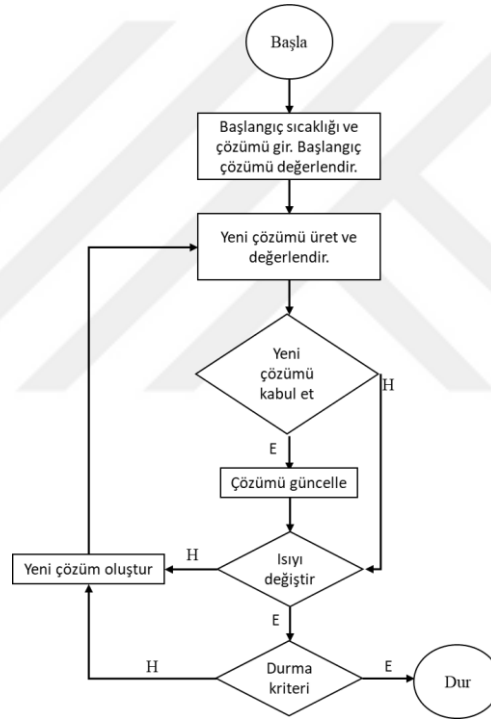 Başla
Başlangıç sıcaklığı ve
çözümü gir. Başlangıç
çözümü değerlendir.
Yeni çözümü üret ve
değerlendir.
Yeni
çözümü
kabul et
H
E
Çözümü güncelle
Isıyı
değiştir
H
Yeni çözüm oluştur
E
Durma
kriteri
H
E
Dur